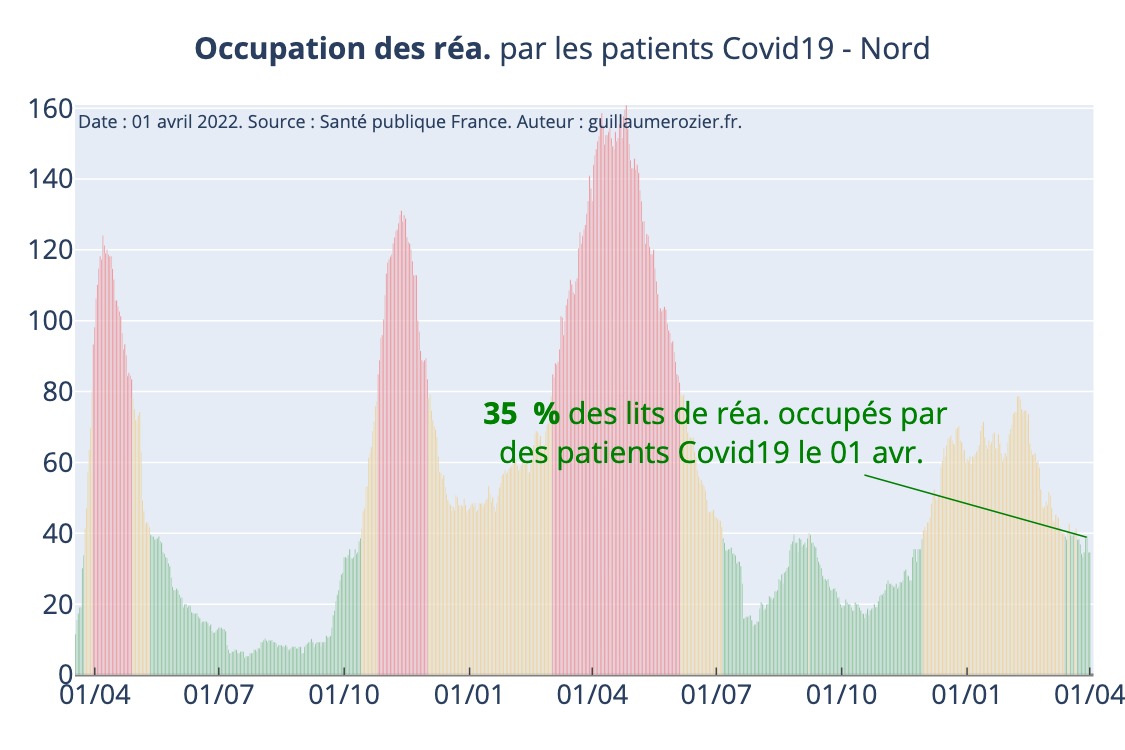 Occupation des réa. par les patients Covid19 - Nord
160
Date : 01 avril 2022. Source : Santé publique France. Auteur : guillaumerozier.fr.
140
120
100
80
35 % des lits de réa. occupés par
des patients Covid19 le 01 avr.
60
40
20
0
01/04 01/07 01/10 01/01 01/04 01/07 01/10 01/01 01/04